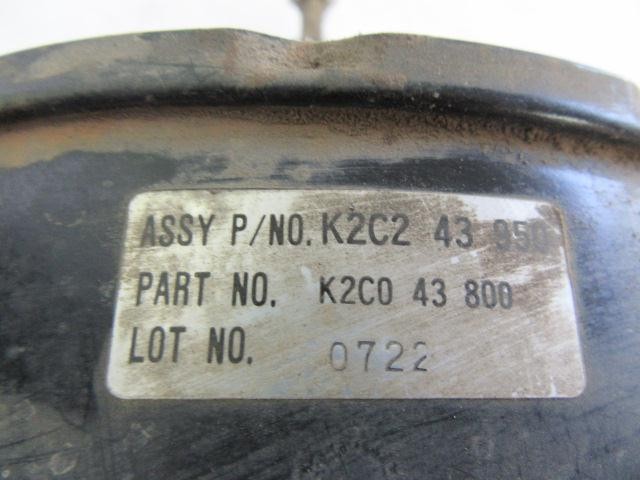 ASSY P/NO. K2C2 43 950
PART NO. K2C0 43 800
LOT NO. 0722